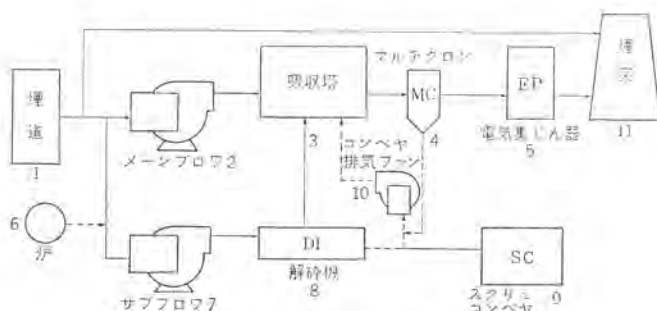 煙道
1
メーンブロワ2
吸収塔
3
マルチクロン
MC
4
EP
電気集じん器
5
煙突
11
コンベヤ
排気ファン
10
6
炉
サブブロワ7
DI
解砕機
8
SC
スクリュ
コンベヤ
9